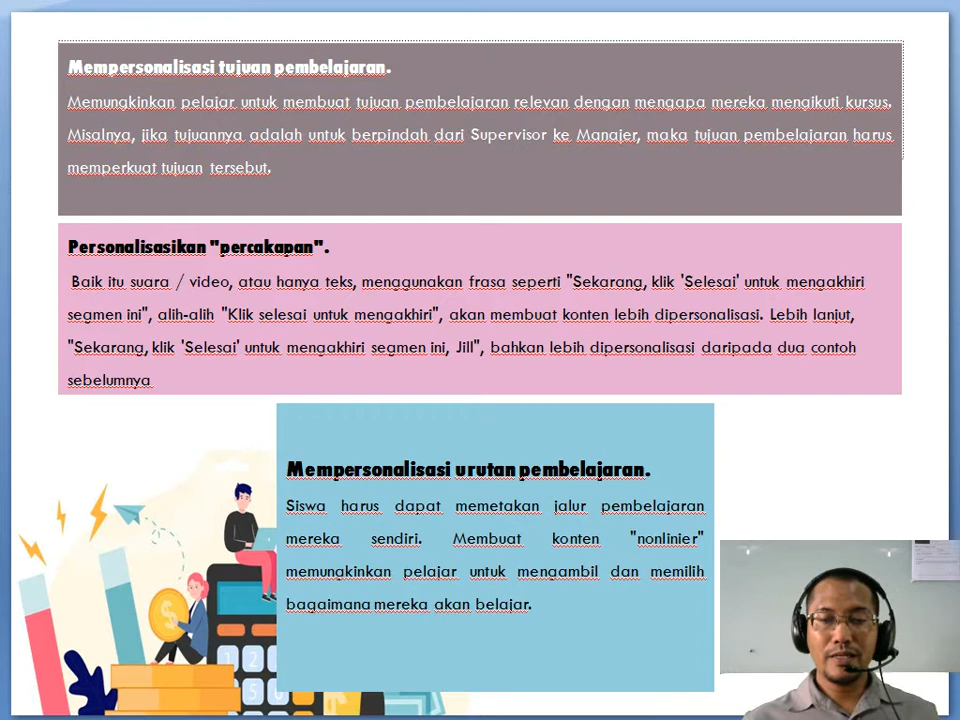 Mempersonalisasi tujuan pembelajaran.
Memungkinkan pelajar untuk membuat tujuan pembelajaran relevan dengan mengapa mereka mengikuti kursus.
Misalnya, jika tujuannya adalah untuk berpindah dari Supervisor ke Manajer, maka tujuan pembelajaran harus
memperkuat tujuan tersebut.
Personalisasikan "percakapan".
Baik itu suara / video, atau hanya teks, menggunakan frasa seperti "Sekarang, klik 'Selesai' untuk mengakhiri
segmen ini", alih-alih "Klik selesai untuk mengakhiri", akan membuat konten lebih dipersonalisasi. Lebih lanjut,
"Sekarang, klik 'Selesai' untuk mengakhiri segmen ini, Jill", bahkan lebih dipersonalisasi daripada dua contoh
sebelumnya
Mempersonalisasi urutan pembelajaran.
Siswa harus dapat memetakan jalur pembelajaran
mereka sendiri. Membuat konten "nonlinier"
memungkinkan pelajar untuk mengambil dan memilih
bagaimana mereka akan belajar.
1 2
5